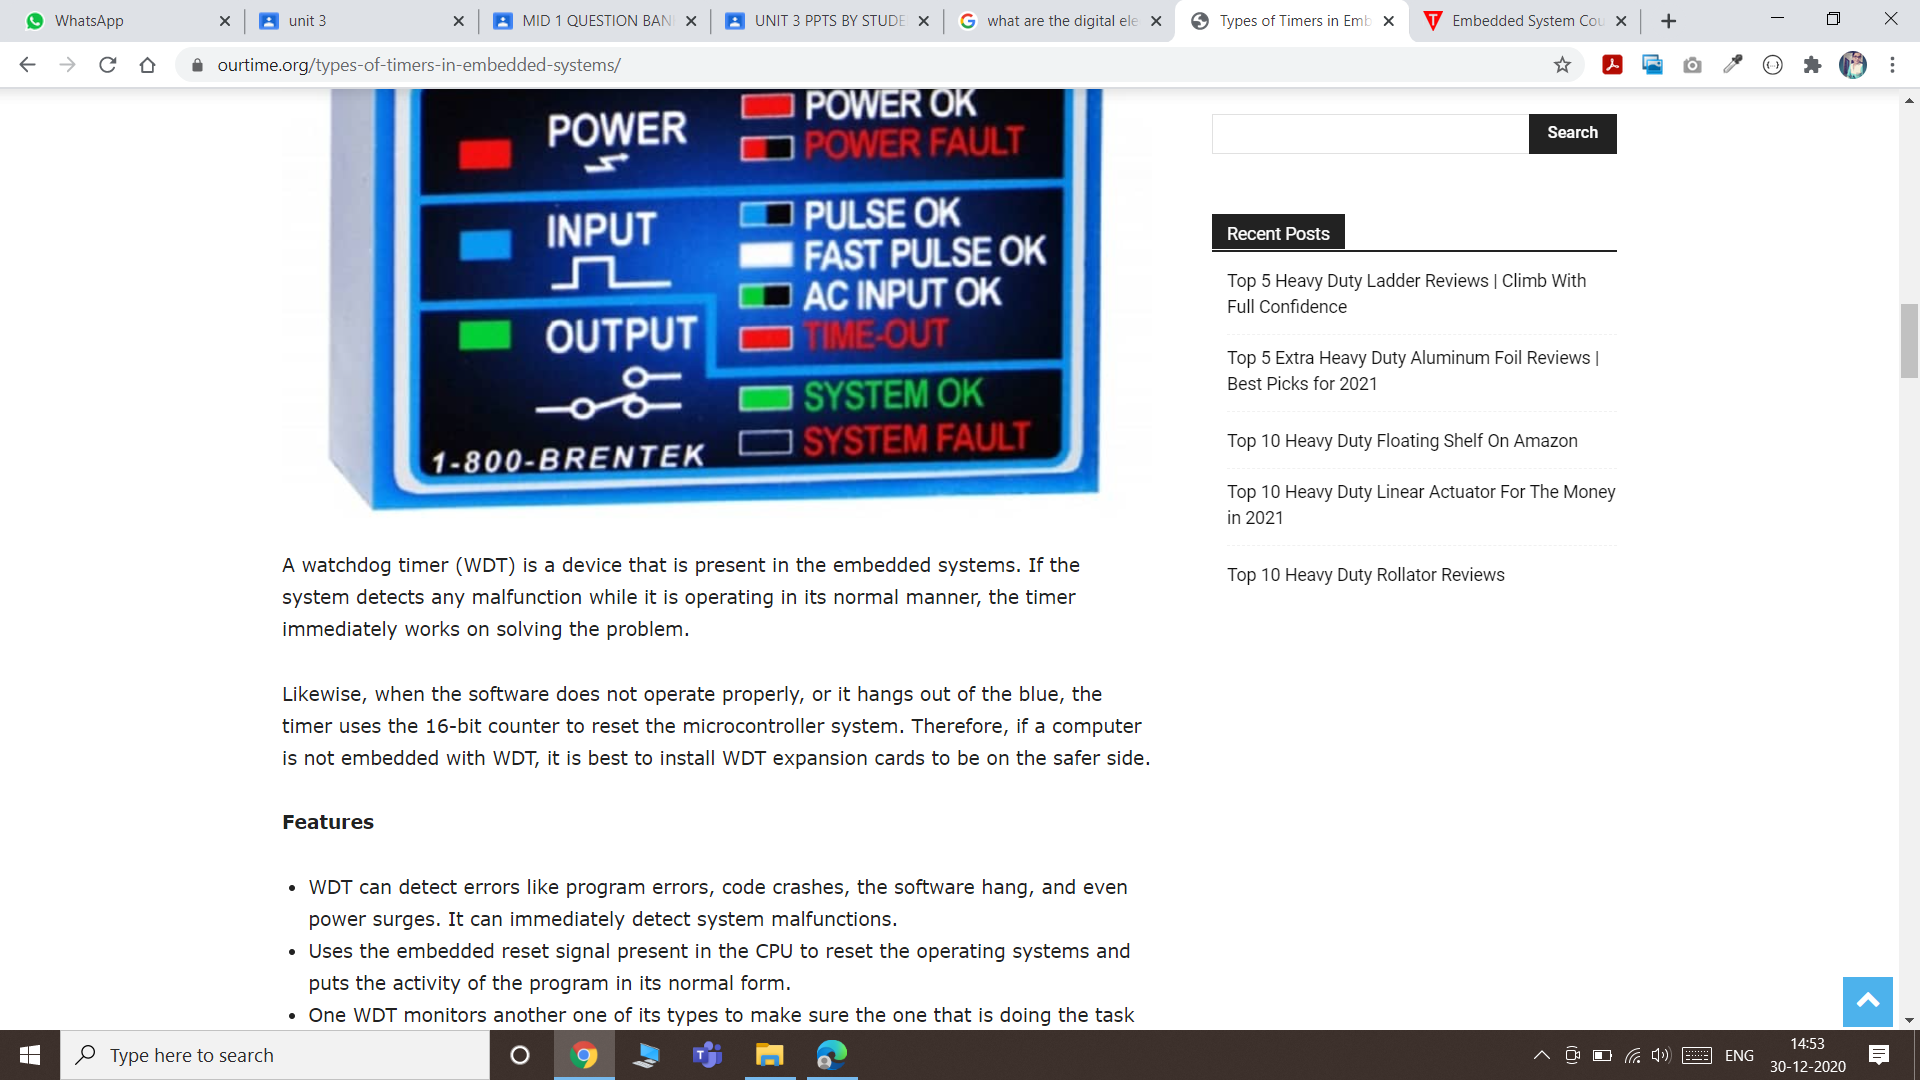 WhatsApp
unit 3
MID 1 QUESTION BAN
UNIT 3 PPTS BY STUDE
what are the digital ele
Types of Timers in Emb
Embedded System Cou
ourtime.org/types-of-timers-in-embedded-systems/
POWER
POWER OK
POWER FAULT
INPUT
PULSE OK
FAST PULSE OK
AC INPUT OK
TIME-OUT
OUTPUT
SYSTEM OK
SYSTEM FAULT
1-800-BRENTEK
A watchdog timer (WDT) is a device that is present in the embedded systems. If the
system detects any malfunction while it is operating in its normal manner, the timer
immediately works on solving the problem.
Likewise, when the software does not operate properly, or it hangs out of the blue, the
timer uses the 16-bit counter to reset the microcontroller system. Therefore, if a computer
is not embedded with WDT, it is best to install WDT expansion cards to be on the safer side.
Features
• WDT can detect errors like program errors, code crashes, the software hang, and even
power surges. It can immediately detect system malfunctions.
• Uses the embedded reset signal present in the CPU to reset the operating systems and
puts the activity of the program in its normal form.
• One WDT monitors another one of its types to make sure the one that is doing the task
Search
Recent Posts
Top 5 Heavy Duty Ladder Reviews | Climb With
Full Confidence
Top 5 Extra Heavy Duty Aluminum Foil Reviews |
Best Picks for 2021
Top 10 Heavy Duty Floating Shelf On Amazon
Top 10 Heavy Duty Linear Actuator For The Money
in 2021
Top 10 Heavy Duty Rollator Reviews
Type here to search
ENG
14:53
30-12-2020